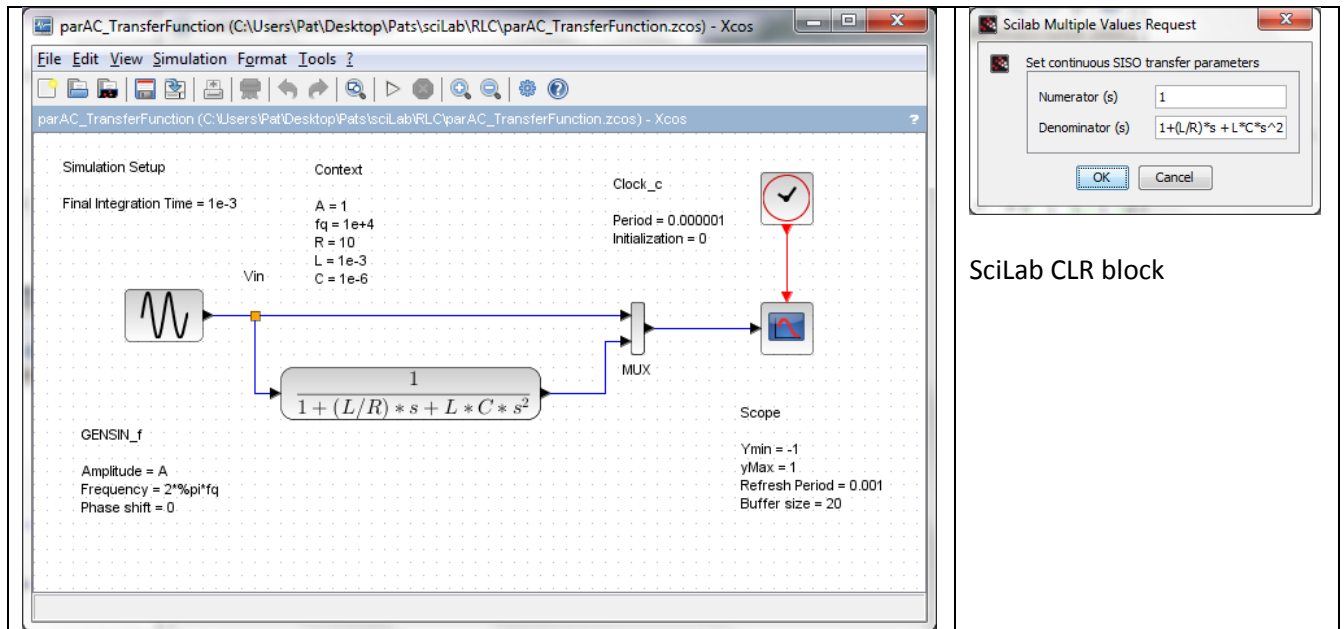 parAC_TransferFunction (C:\Users\Pat\Desktop\Pats\sciLab\RLC\parAC_TransferFunction.zcos) - Xcos
File Edit View Simulation Format Tools ?
parAC_TransferFunction (C:\Users\Pat\Desktop\Pats\sciLab\RLC\parAC_TransferFunction.zcos) - Xcos ?
Simulation Setup
Final Integration Time = 1e-3
Context
A = 1
fq = 1e+4
R = 10
L = 1e-3
C = 1e-6
Clock_c
Period = 0.000001
Initialization = 0
Vin
MUX
1
1 + (L/R) * s + L * C * s^2
GENSIN_f
Amplitude = A
Frequency = 2*%pi*fq
Phase shift = 0
Scope
Ymin = -1
yMax = 1
Refresh Period = 0.001
Buffer size = 20
Scilab Multiple Values Request
Set continuous SISO transfer parameters
Numerator (s) 1
Denominator (s) 1+(L/R)*s +L*C*s^2
OK Cancel
SciLab CLR block